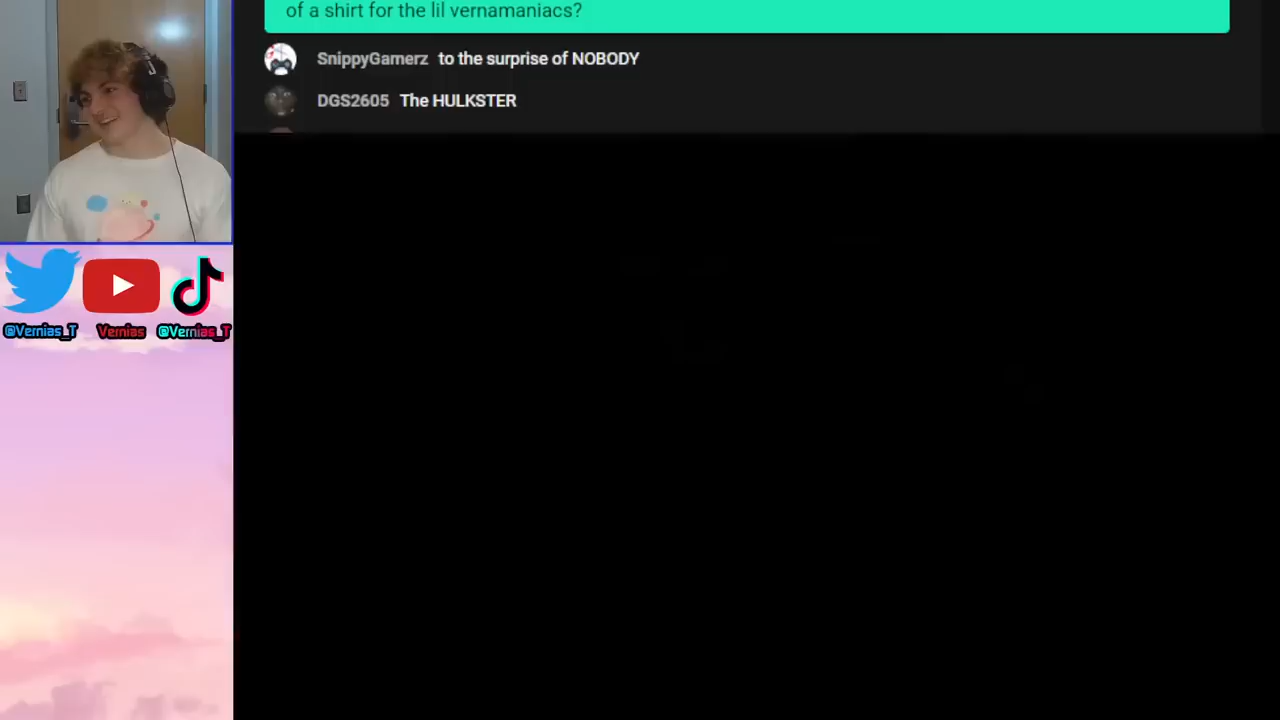 of a shirt for the lil vernamaniacs?
SnippyGamerz to the surprise of NOBODY
DGS2605 The HULKSTER
@Vernias_T Vernias @Vernias_T